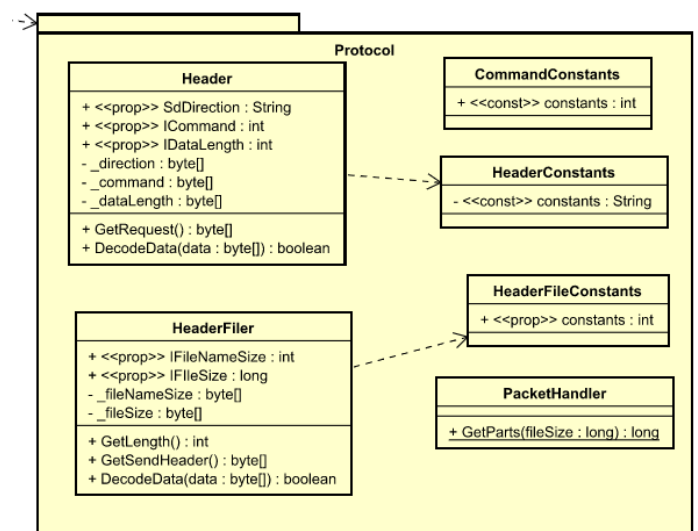 Protocol
Header
+ <<prop>> SdDirection : String
+ <<prop>> ICommand : int
+ <<prop>> IDataLength : int
- _direction : byte[]
- _command : byte[]
- _dataLength : byte[]
+ GetRequest() : byte[]
+ DecodeData(data : byte[]) : boolean
CommandConstants
+ <<const>> constants : int
HeaderConstants
- <<const>> constants : String
HeaderFileConstants
+ <<prop>> constants : int
HeaderFiler
+ <<prop>> IFileNameSize : int
+ <<prop>> IFIleSize : long
- _fileNameSize : byte[]
- _fileSize : byte[]
+ GetLength() : int
+ GetSendHeader() : byte[]
+ DecodeData(data : byte[]) : boolean
PacketHandler
+ GetParts(fileSize : long) : long